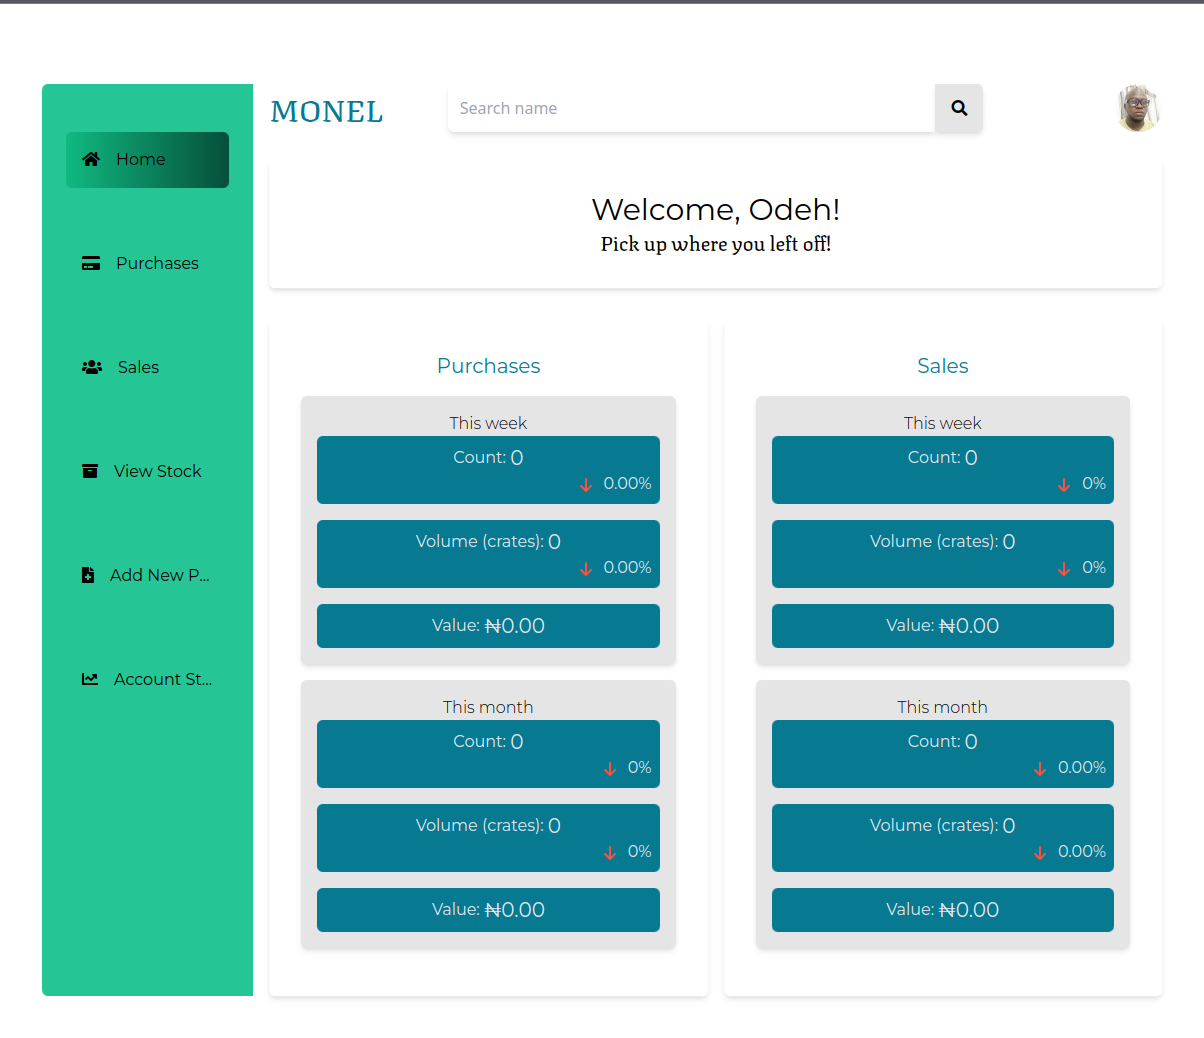 MONEL
Search name
Home
Purchases
Sales
View Stock
Add New P...
Account St...
Welcome, Odeh!
Pick up where you left off!
Purchases
This week
Count: 0
0.00%
Volume (crates): 0
0.00%
Value: ₦0.00
This month
Count: 0
0%
Volume (crates): 0
0%
Value: ₦0.00
Sales
This week
Count: 0
0%
Volume (crates): 0
0%
Value: ₦0.00
This month
Count: 0
0.00%
Volume (crates): 0
0.00%
Value: ₦0.00